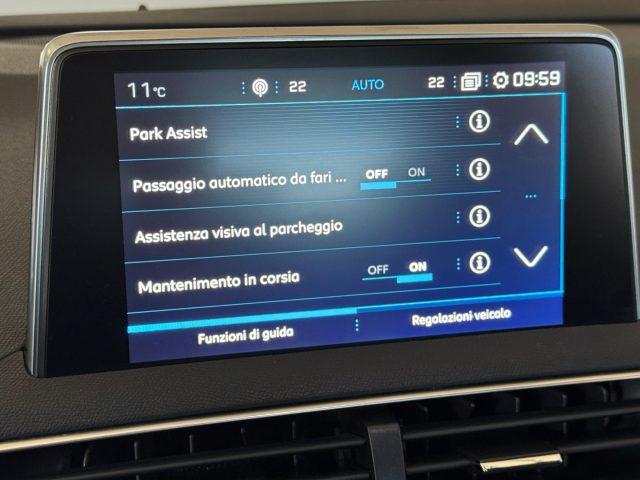 11°C 22 AUTO 22 09:59
Park Assist
Passaggio automatico da fari ... OFF ON
Assistenza visiva al parcheggio
Mantenimento in corsia OFF ON
Funzioni di guida Regolazioni veicolo